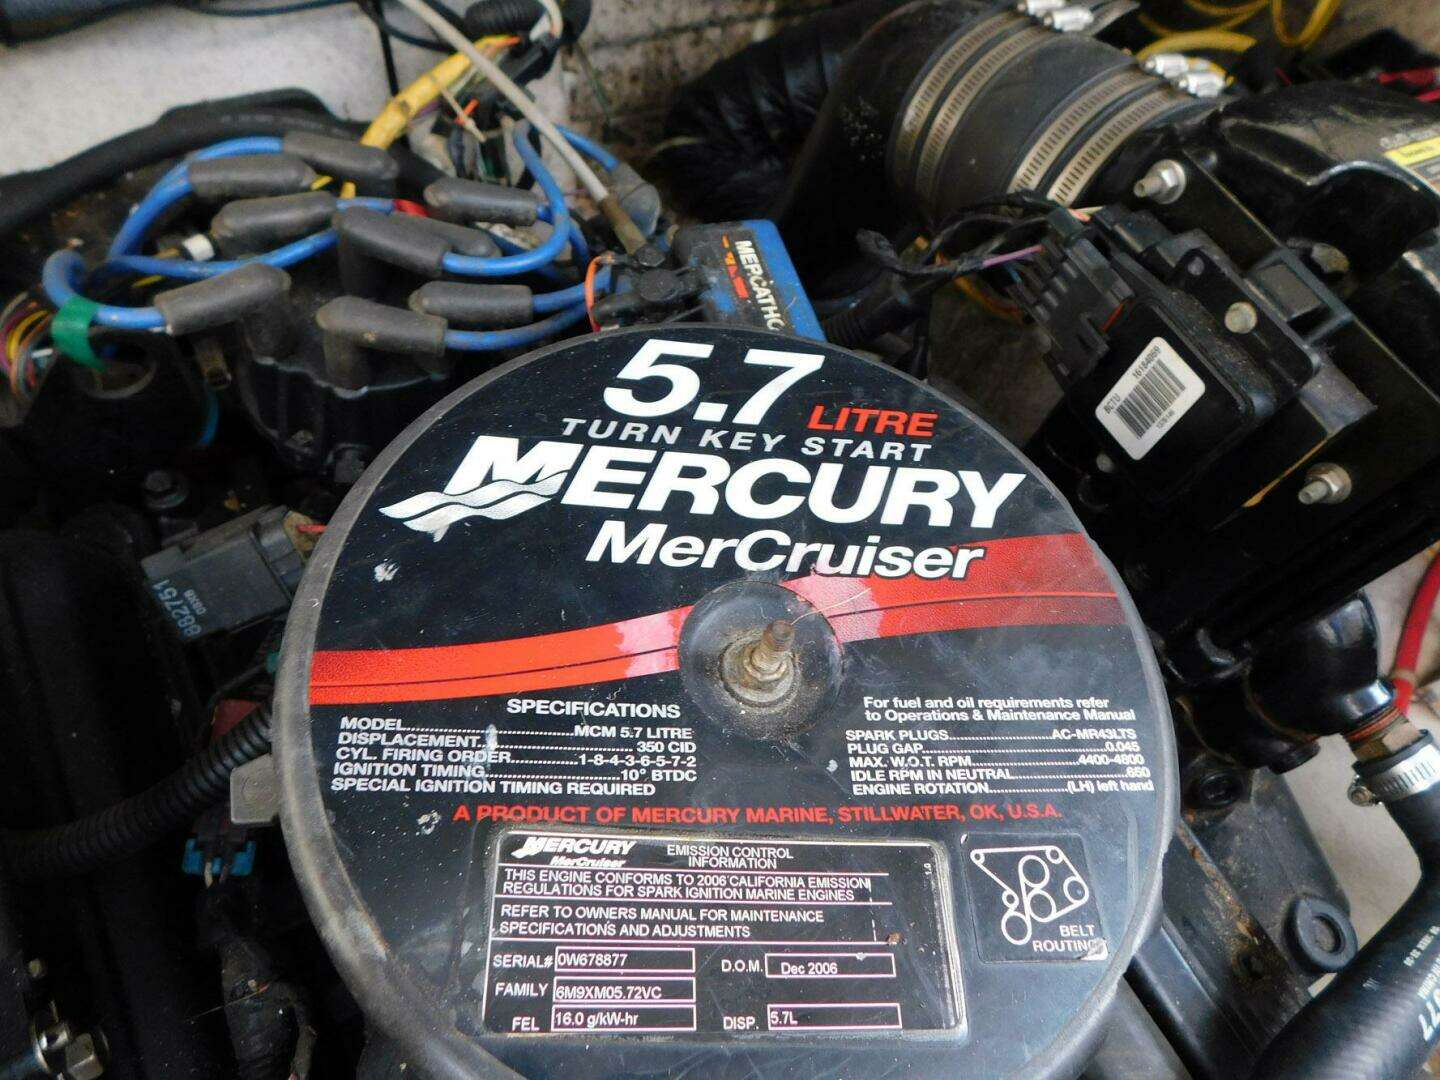 MERCATHO
5.7 LITRE
TURN KEY START
MERCURY
MerCruiser
BCTU 16184068
882751
SPECIFICATIONS
MODEL.....MCM 5.7 LITRE
DISPLACEMENT.....350 CID
CYL. FIRING ORDER.....1-8-4-3-6-5-7-2
IGNITION TIMING.....10° BTDC
SPECIAL IGNITION TIMING REQUIRED
For fuel and oil requirements refer
to Operations & Maintenance Manual
SPARK PLUGS.....AC-MR43LTS
PLUG GAP.....0.045
MAX. W.O.T. RPM.....4400-4800
IDLE RPM IN NEUTRAL.....650
ENGINE ROTATION.....(LH) left hand
A PRODUCT OF MERCURY MARINE, STILLWATER, OK, U.S.A.
MERCURY
MerCruiser
EMISSION CONTROL
INFORMATION
THIS ENGINE CONFORMS TO 2006 CALIFORNIA EMISSION
REGULATIONS FOR SPARK IGNITION MARINE ENGINES
REFER TO OWNERS MANUAL FOR MAINTENANCE
SPECIFICATIONS AND ADJUSTMENTS
SERIAL# 0W678877
D.O.M. Dec 2006
FAMILY 6M9XM05.72VC
FEL 16.0 g/kW-hr
DISP. 5.7L
BELT
ROUTING